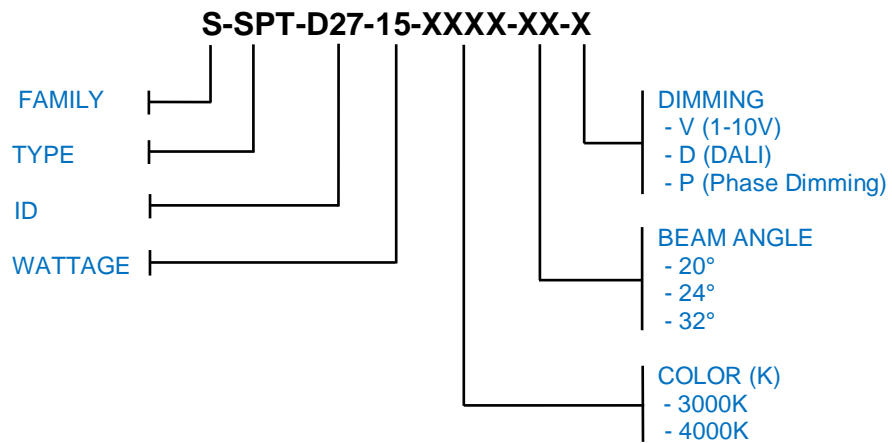 S-SPT-D27-15-XXXX-XX-X
FAMILY
TYPE
ID
WATTAGE
DIMMING
- V (1-10V)
- D (DALI)
- P (Phase Dimming)
BEAM ANGLE
- 20°
- 24°
- 32°
COLOR (K)
- 3000K
- 4000K